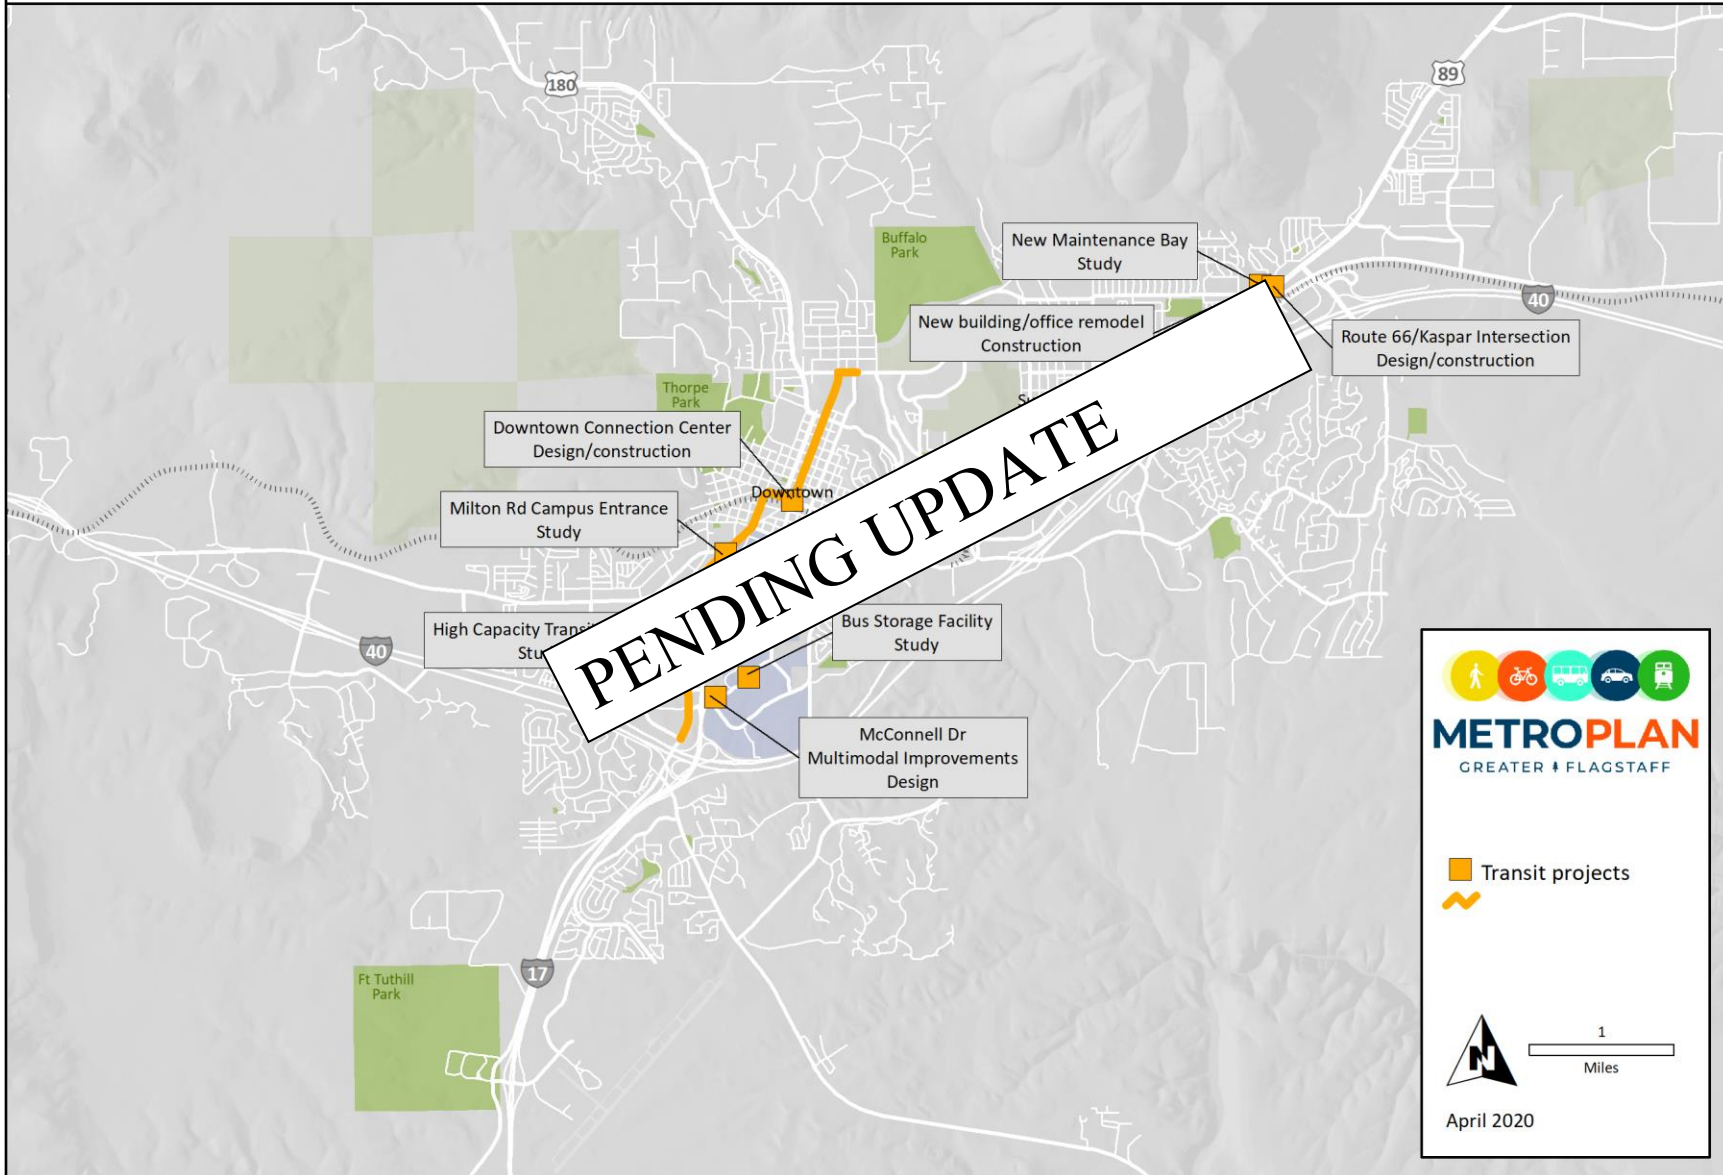 180
89
Buffalo
Park
New Maintenance Bay
Study
40
New building/office remodel
Construction
Route 66/Kaspar Intersection
Design/construction
Thorpe
Park
Downtown Connection Center
Design/construction
Downtown
Milton Rd Campus Entrance
Study
PENDING UPDATE
High Capacity
40
Bus Storage Facility
Study
McConnell Dr
Multimodal Improvements
Design
Ft Tuthill
Park
17
METROPLAN
GREATER FLAGSTAFF
Transit projects
N
1
Miles
April 2020